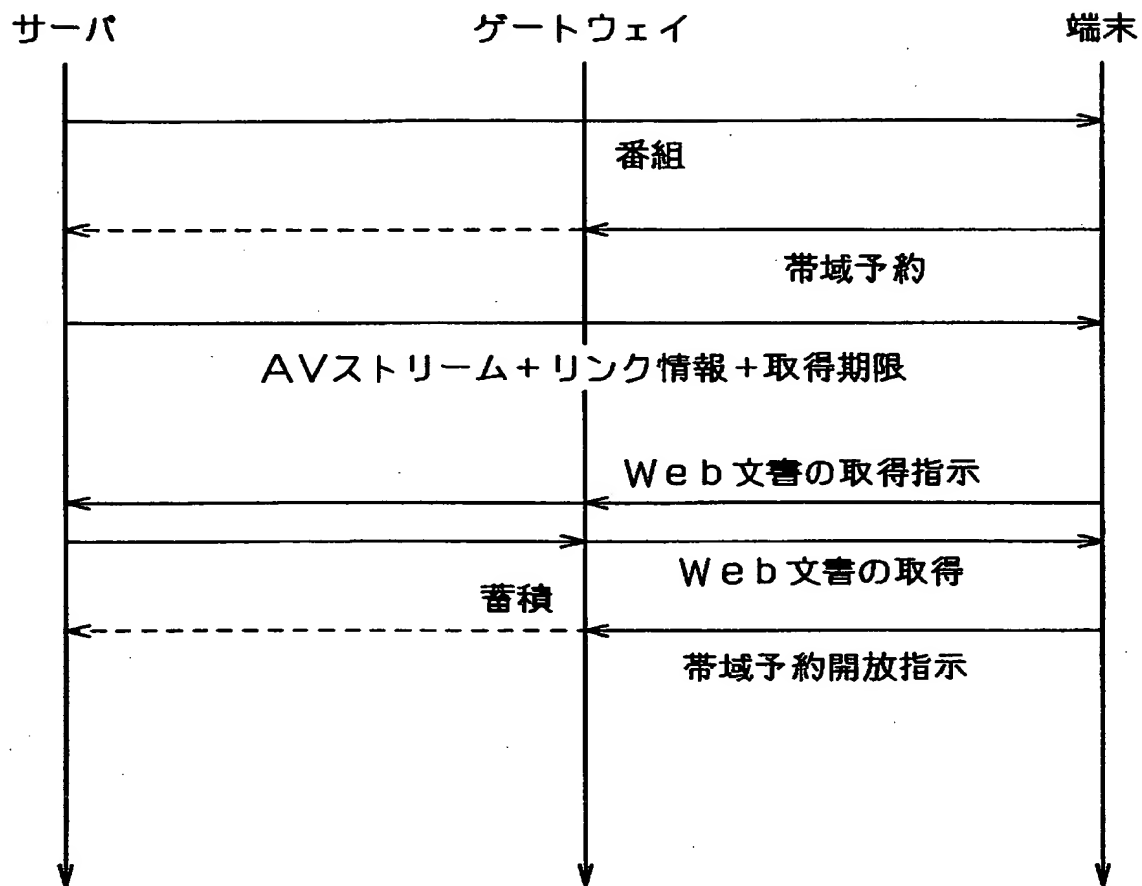 サーバ ゲートウェイ 端末
番組
帯域予約
AVストリーム+リンク情報+取得期限
Web文書の取得指示
Web文書の取得
蓄積
帯域予約開放指示